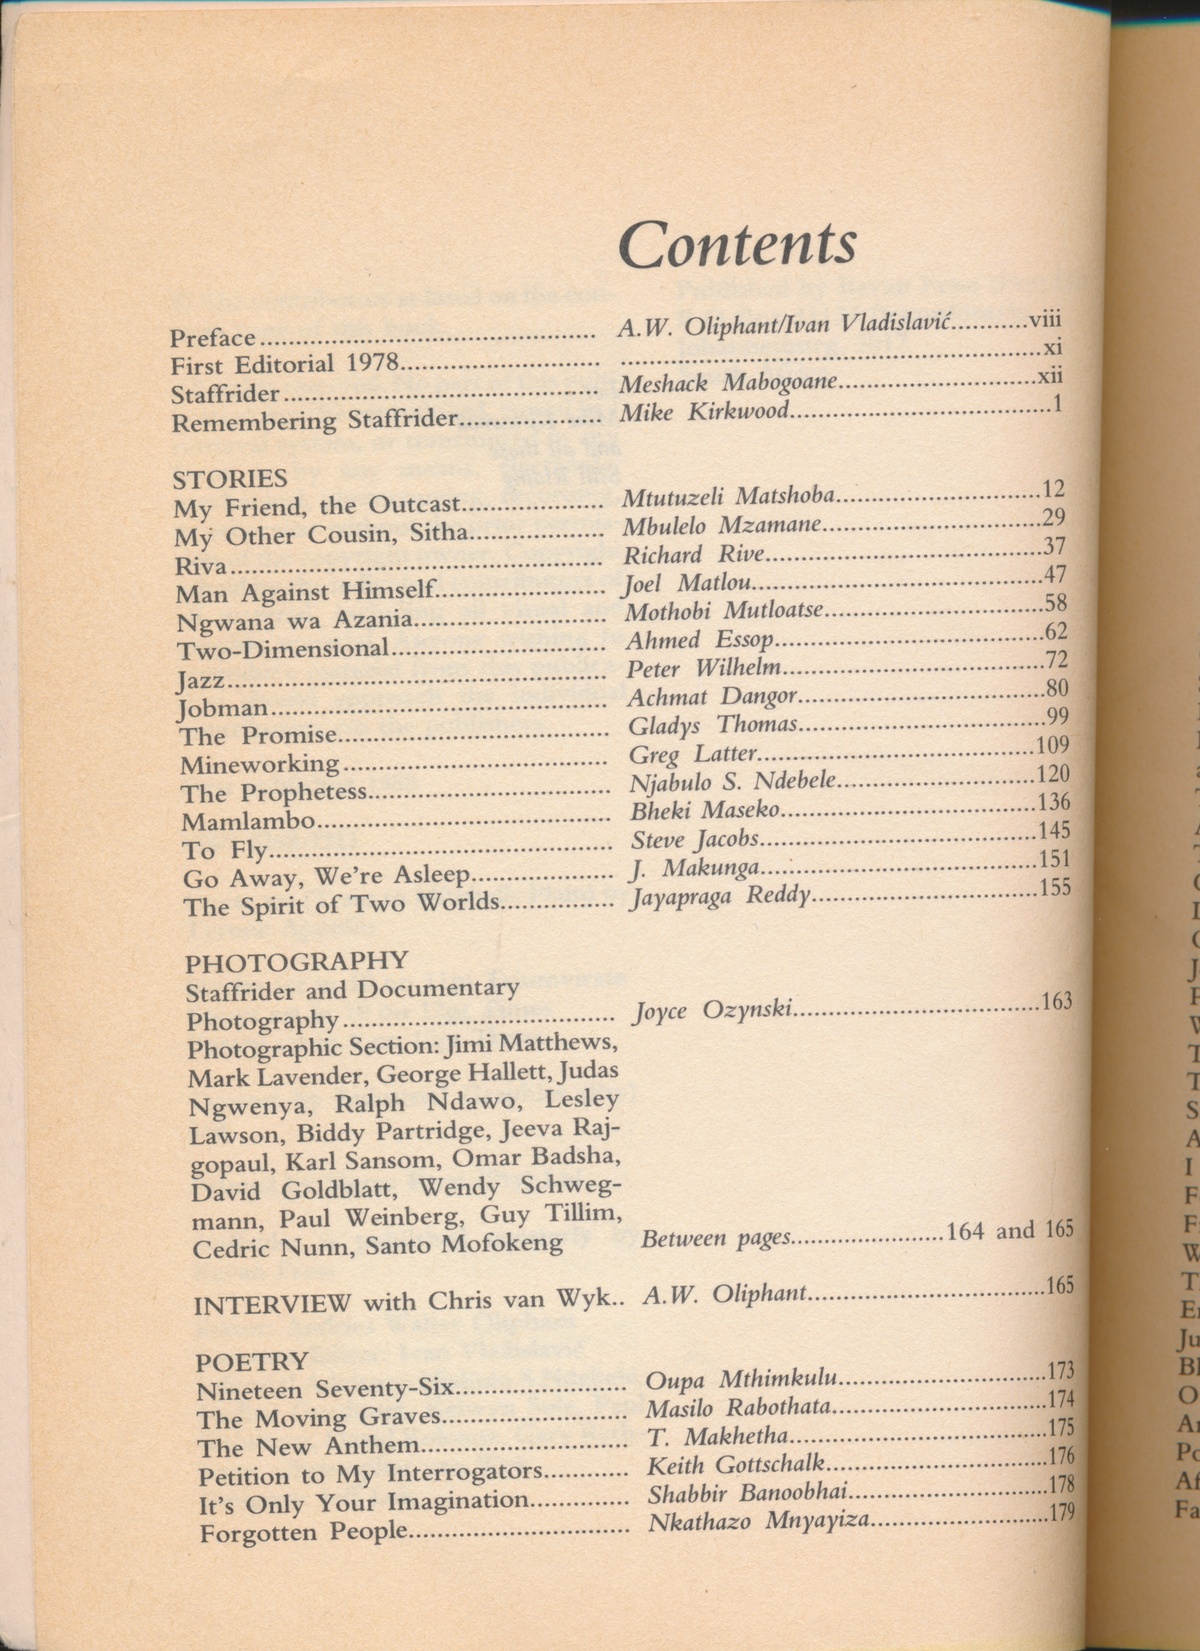 Contents
Preface.............................................. A.W. Oliphant/Ivan Vladislavić...........viii
First Editorial 1978............................ ..........................................................xi
Staffrider........................................... Meshack Mabogoane...........................xii
Remembering Staffrider.................... Mike Kirkwood....................................1
STORIES
My Friend, the Outcast.................... Mtutuzeli Matshoba............................12
My Other Cousin, Sitha................... Mbulelo Mzamane..............................29
Riva.................................................... Richard Rive......................................37
Man Against Himself........................ Joel Matlou........................................47
Ngwana wa Azania........................... Mothobi Mutloatse..............................58
Two-Dimensional.............................. Ahmed Essop.....................................62
Jazz..................................................... Peter Wilhelm....................................72
Jobman............................................... Achmat Dangor..................................80
The Promise...................................... Gladys Thomas..................................99
Mineworking..................................... Greg Latter......................................109
The Prophetess.................................. Njabulo S. Ndebele............................120
Mamlambo......................................... Bheki Maseko...................................136
To Fly................................................ Steve Jacobs......................................145
Go Away, We're Asleep.................... J. Makunga......................................151
The Spirit of Two Worlds................ Jayapraga Reddy................................155
PHOTOGRAPHY
Staffrider and Documentary
Photography...................................... Joyce Ozynski...................................163
Photographic Section: Jimi Matthews,
Mark Lavender, George Hallett, Judas
Ngwenya, Ralph Ndawo, Lesley
Lawson, Biddy Partridge, Jeeva Raj-
gopaul, Karl Sansom, Omar Badsha,
David Goldblatt, Wendy Schweg-
mann, Paul Weinberg, Guy Tillim,
Cedric Nunn, Santo Mofokeng Between pages.....................164 and 165
INTERVIEW with Chris van Wyk.. A.W. Oliphant.................................165
POETRY
Nineteen Seventy-Six........................ Oupa Mthimkulu.............................173
The Moving Graves.......................... Masilo Rabothata..............................174
The New Anthem............................. T. Makhetha....................................175
Petition to My Interrogators............ Keith Gottschalk...............................176
It's Only Your Imagination.............. Shabbir Banoobhai............................178
Forgotten People............................... Nkathazo Mnyayiza.........................179